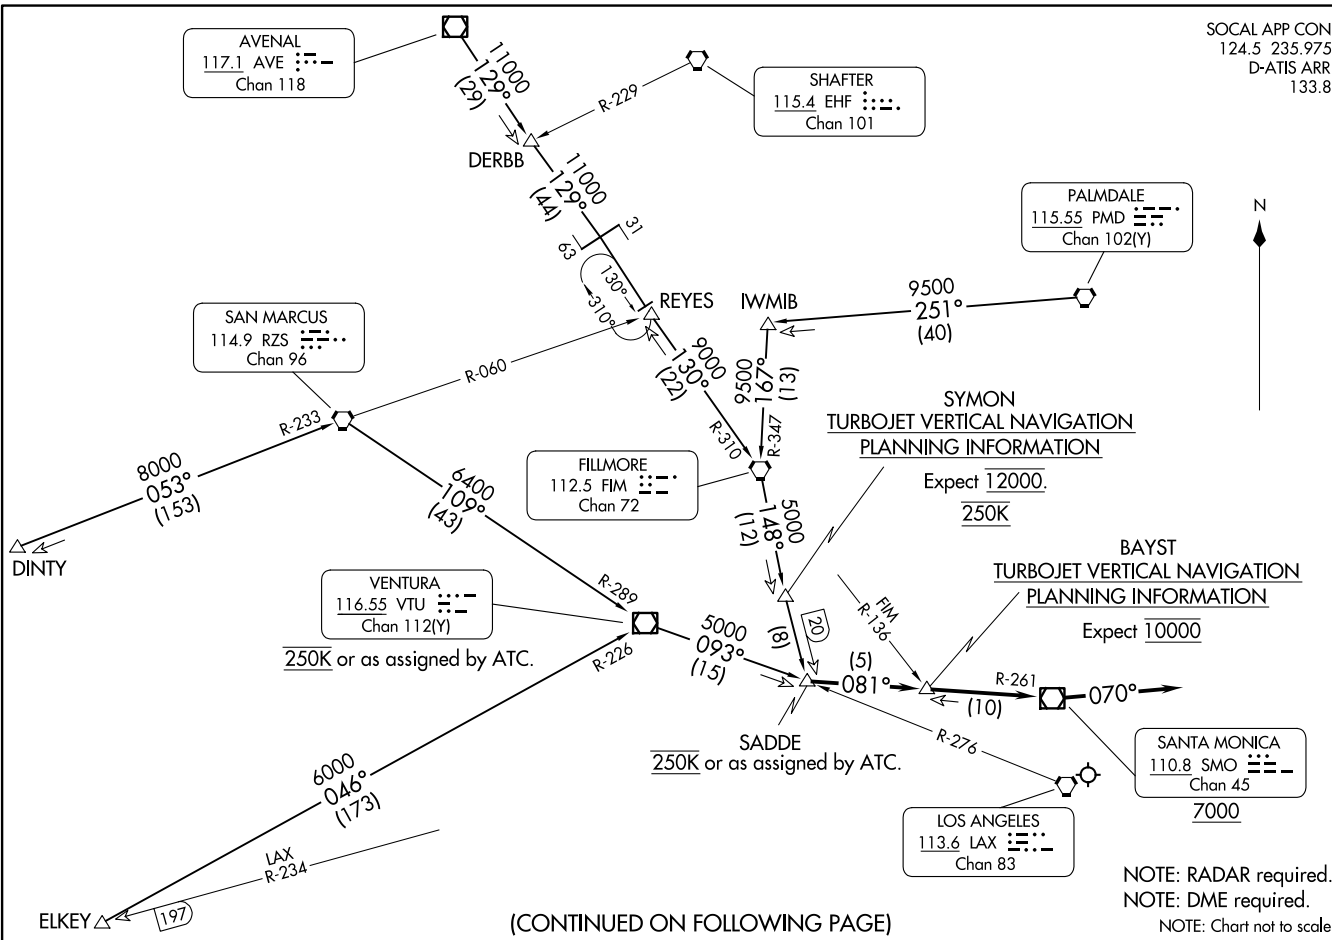 SOCAL APP CON
124.5 235.975
D-ATIS ARR
133.8
AVENAL
117.1 AVE
Chan 118
11000
129°
(29)
SHAFTER
115.4 EHF
Chan 101
R-229
DERBB
11000
129°
(44)
31
63
PALMDALE
115.55 PMD
Chan 102(Y)
N
130°
310°
REYES
IWMIB
9500
251°
(40)
SAN MARCUS
114.9 RZS
Chan 96
R-060
9000
130°
(22)
9500
167°
(13)
R-310
R-347
R-233
8000
053°
(153)
DINTY
6400
109°
(43)
FILLMORE
112.5 FIM
Chan 72
SYMON
TURBOJET VERTICAL NAVIGATION
PLANNING INFORMATION
Expect 12000.
250K
5000
148°
(12)
BAYST
TURBOJET VERTICAL NAVIGATION
PLANNING INFORMATION
Expect 10000
VENTURA
116.55 VTU
Chan 112(Y)
250K or as assigned by ATC.
R-289
R-226
5000
093°
(15)
(8)
20
FIM
R-136
(5)
081°
R-261
(10)
070°
SADDE
250K or as assigned by ATC.
R-276
SANTA MONICA
110.8 SMO
Chan 45
7000
6000
046°
(173)
LOS ANGELES
113.6 LAX
Chan 83
LAX
R-234
197
ELKEY
(CONTINUED ON FOLLOWING PAGE)
NOTE: RADAR required.
NOTE: DME required.
NOTE: Chart not to scale